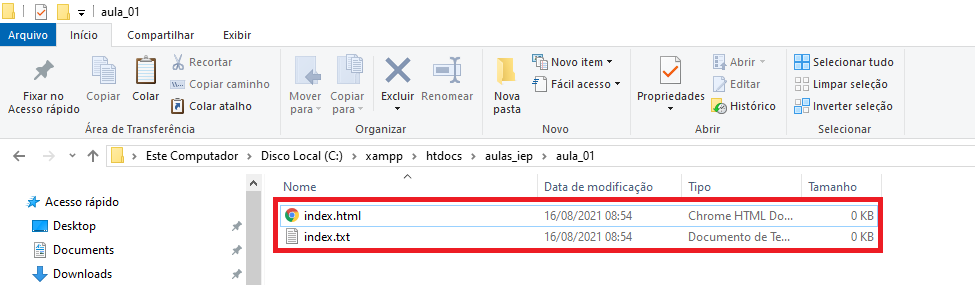 aula_01
Arquivo Início Compartilhar Exibir
Fixar no Acesso rápido
Copiar
Colar
Recortar
Copiar caminho
Colar atalho
Área de Transferência
Mover para
Copiar para
Excluir
Renomear
Organizar
Nova pasta
Novo item
Fácil acesso
Novo
Propriedades
Abrir
Editar
Histórico
Abrir
Selecionar tudo
Limpar seleção
Inverter seleção
Selecionar
Este Computador > Disco Local (C:) > xampp > htdocs > aulas_iep > aula_01
Acesso rápido
Desktop
Documents
Downloads
Nome Data de modificação Tipo Tamanho
index.html 16/08/2021 08:54 Chrome HTML Do... 0 KB
index.txt 16/08/2021 08:54 Documento de Te... 0 KB